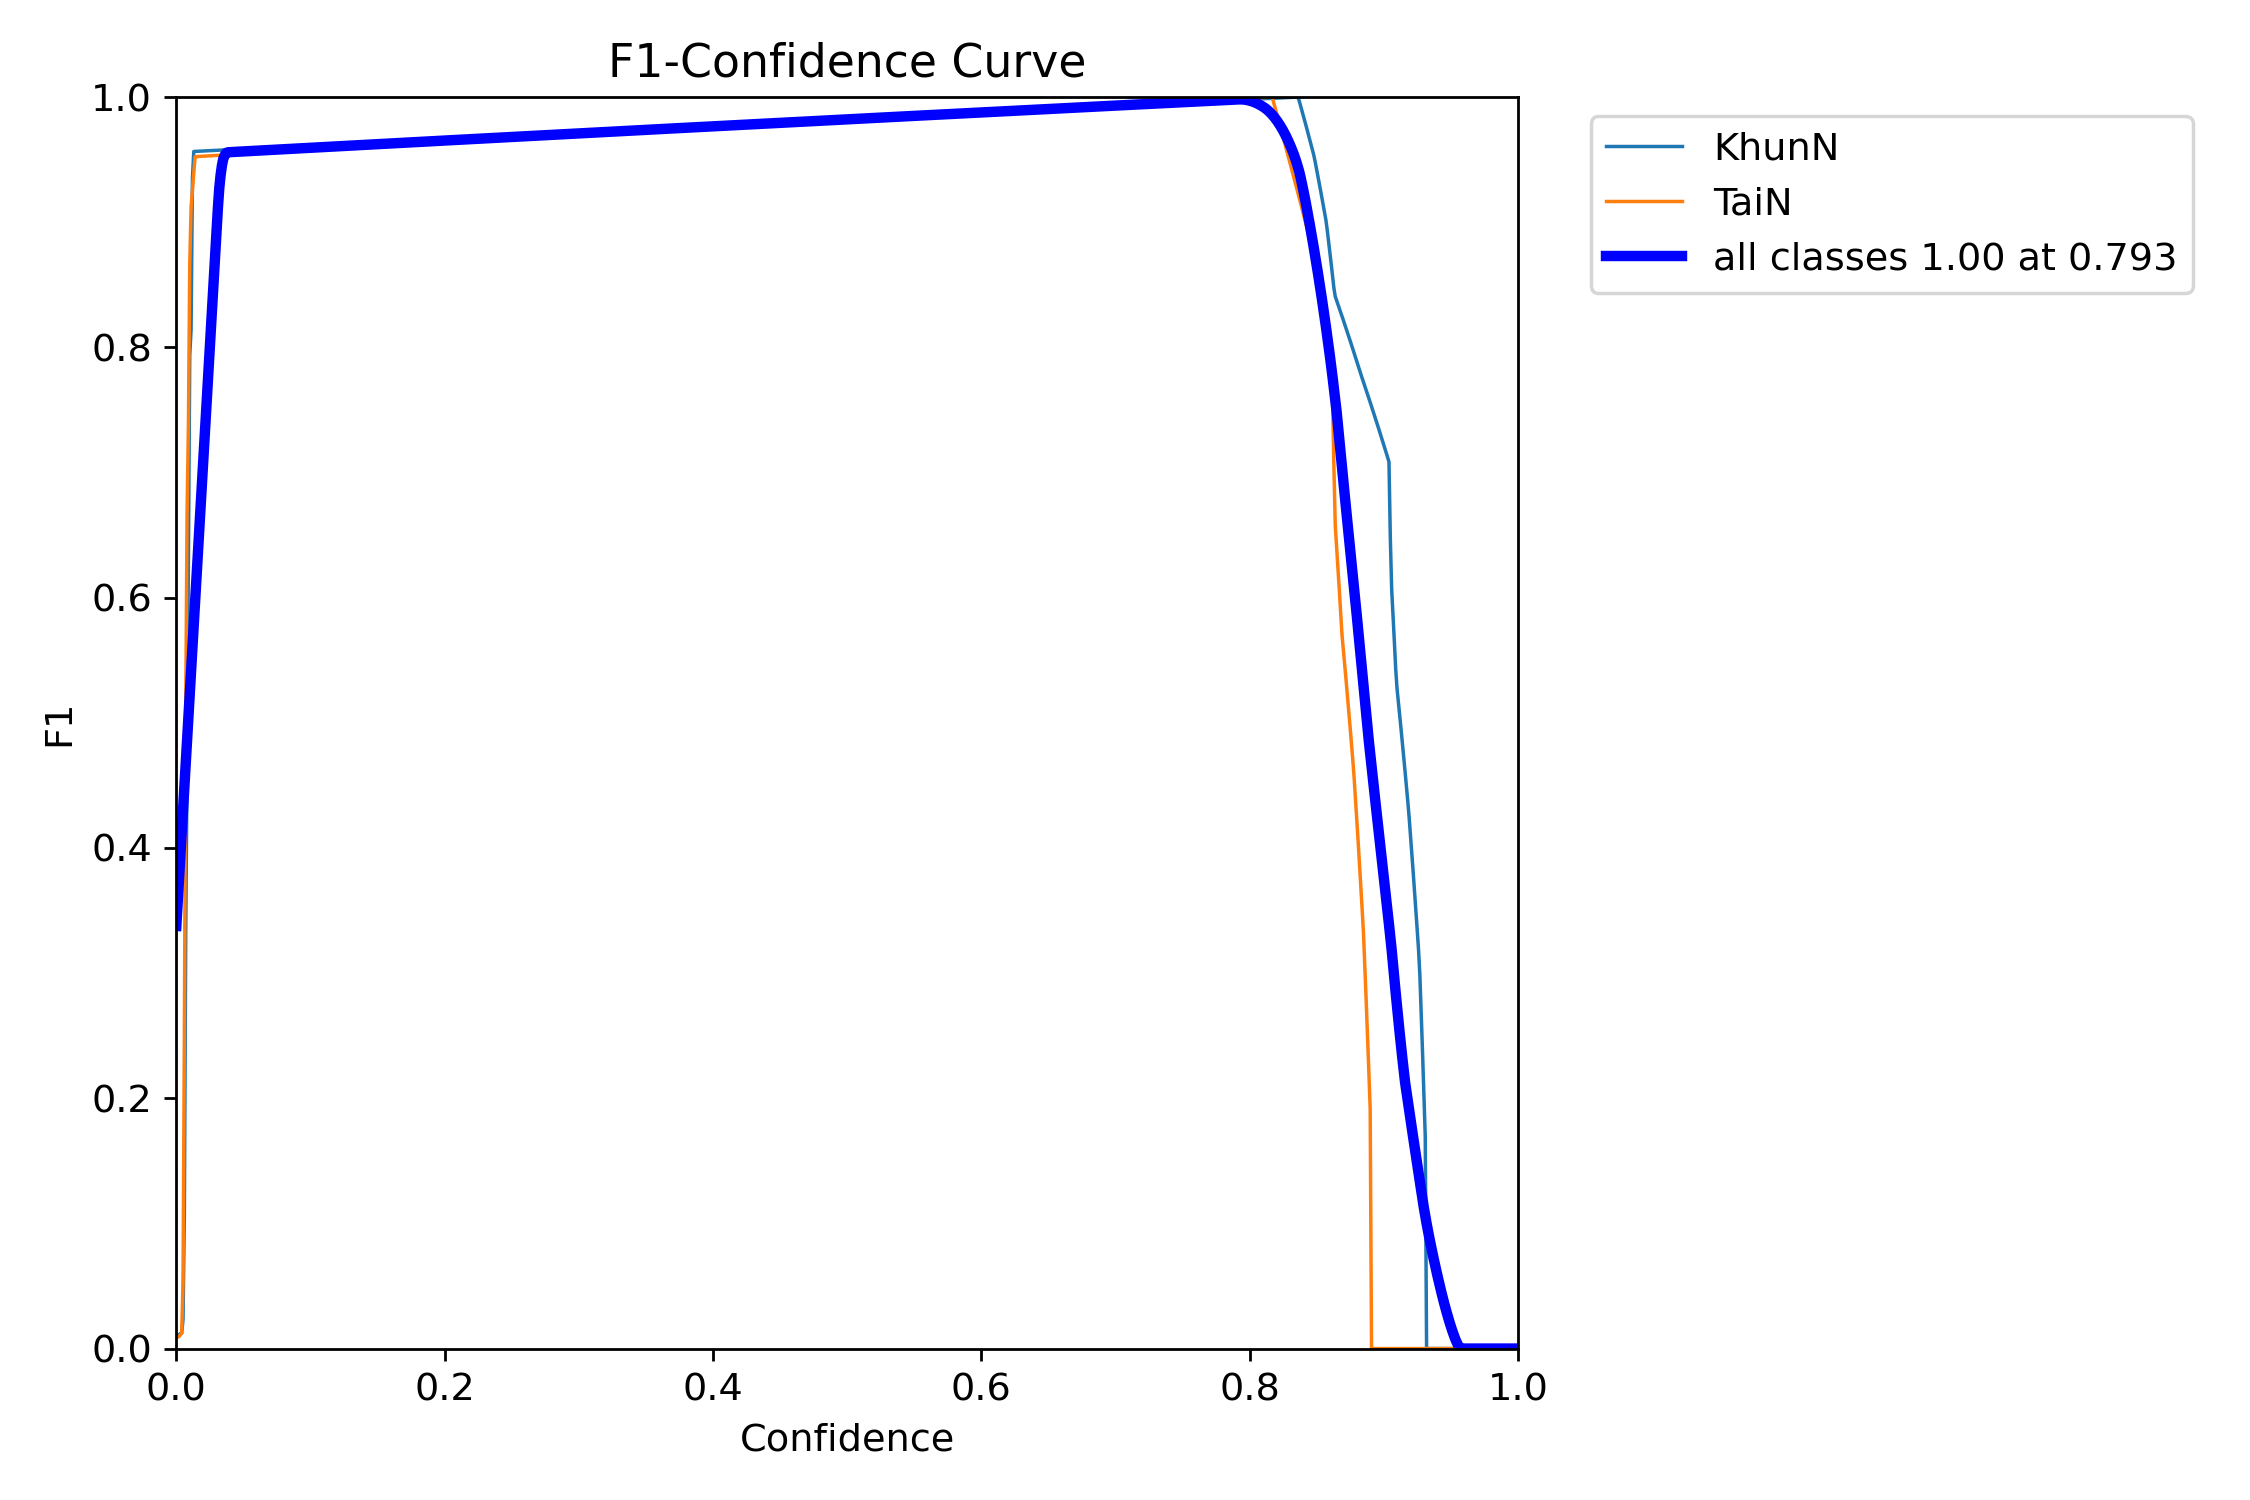 F1-Confidence Curve
KhunN
TaiN
all classes 1.00 at 0.793
1.0
0.8
0.6
0.4
0.2
0.0
F1
0.0 0.2 0.4 0.6 0.8 1.0
Confidence